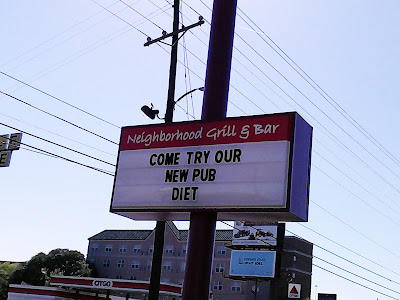 Neighborhood Grill & Bar
COME TRY OUR
NEW PUB
DIET
CITGO